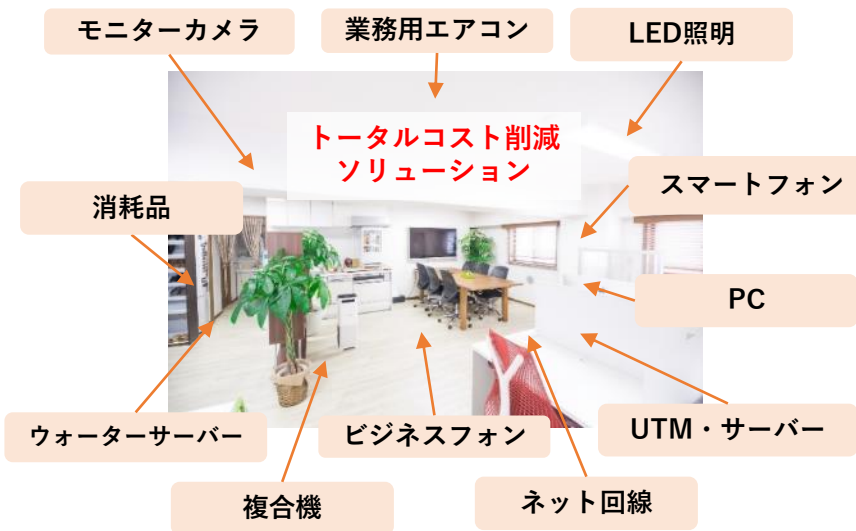 モニターカメラ
業務用エアコン
LED照明
トータルコスト削減
ソリューション
消耗品
スマートフォン
PC
ウォーターサーバー
ビジネスフォン
UTM・サーバー
複合機
ネット回線